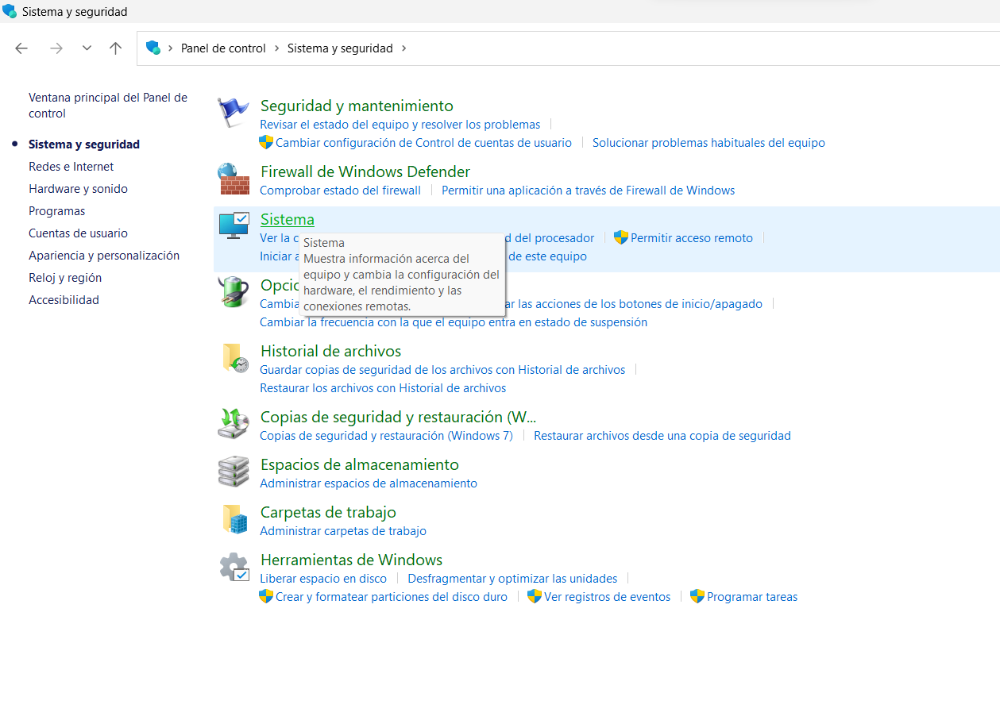 Sistema y seguridad
Panel de control > Sistema y seguridad >
Ventana principal del Panel de
control
Sistema y seguridad
Redes e Internet
Hardware y sonido
Programas
Cuentas de usuario
Apariencia y personalización
Reloj y región
Accesibilidad
Seguridad y mantenimiento
Revisar el estado del equipo y resolver los problemas
Cambiar configuración de Control de cuentas de usuario
Solucionar problemas habituales del equipo
Firewall de Windows Defender
Comprobar estado del firewall
Permitir una aplicación a través de Firewall de Windows
Sistema
Ver la
del procesador
Permitir acceso remoto
Iniciar
de este equipo
Sistema
Muestra información acerca del
equipo y cambia la configuración del
hardware, el rendimiento y las
conexiones remotas.
las acciones de los botones de inicio/apagado
Cambiar la frecuencia con la que el equipo entra en estado de suspensión
Historial de archivos
Guardar copias de seguridad de los archivos con Historial de archivos
Restaurar los archivos con Historial de archivos
Copias de seguridad y restauración (W...
Copias de seguridad y restauración (Windows 7)
Restaurar archivos desde una copia de seguridad
Espacios de almacenamiento
Administrar espacios de almacenamiento
Carpetas de trabajo
Administrar carpetas de trabajo
Herramientas de Windows
Liberar espacio en disco
Desfragmentar y optimizar las unidades
Crear y formatear particiones del disco duro
Ver registros de eventos
Programar tareas